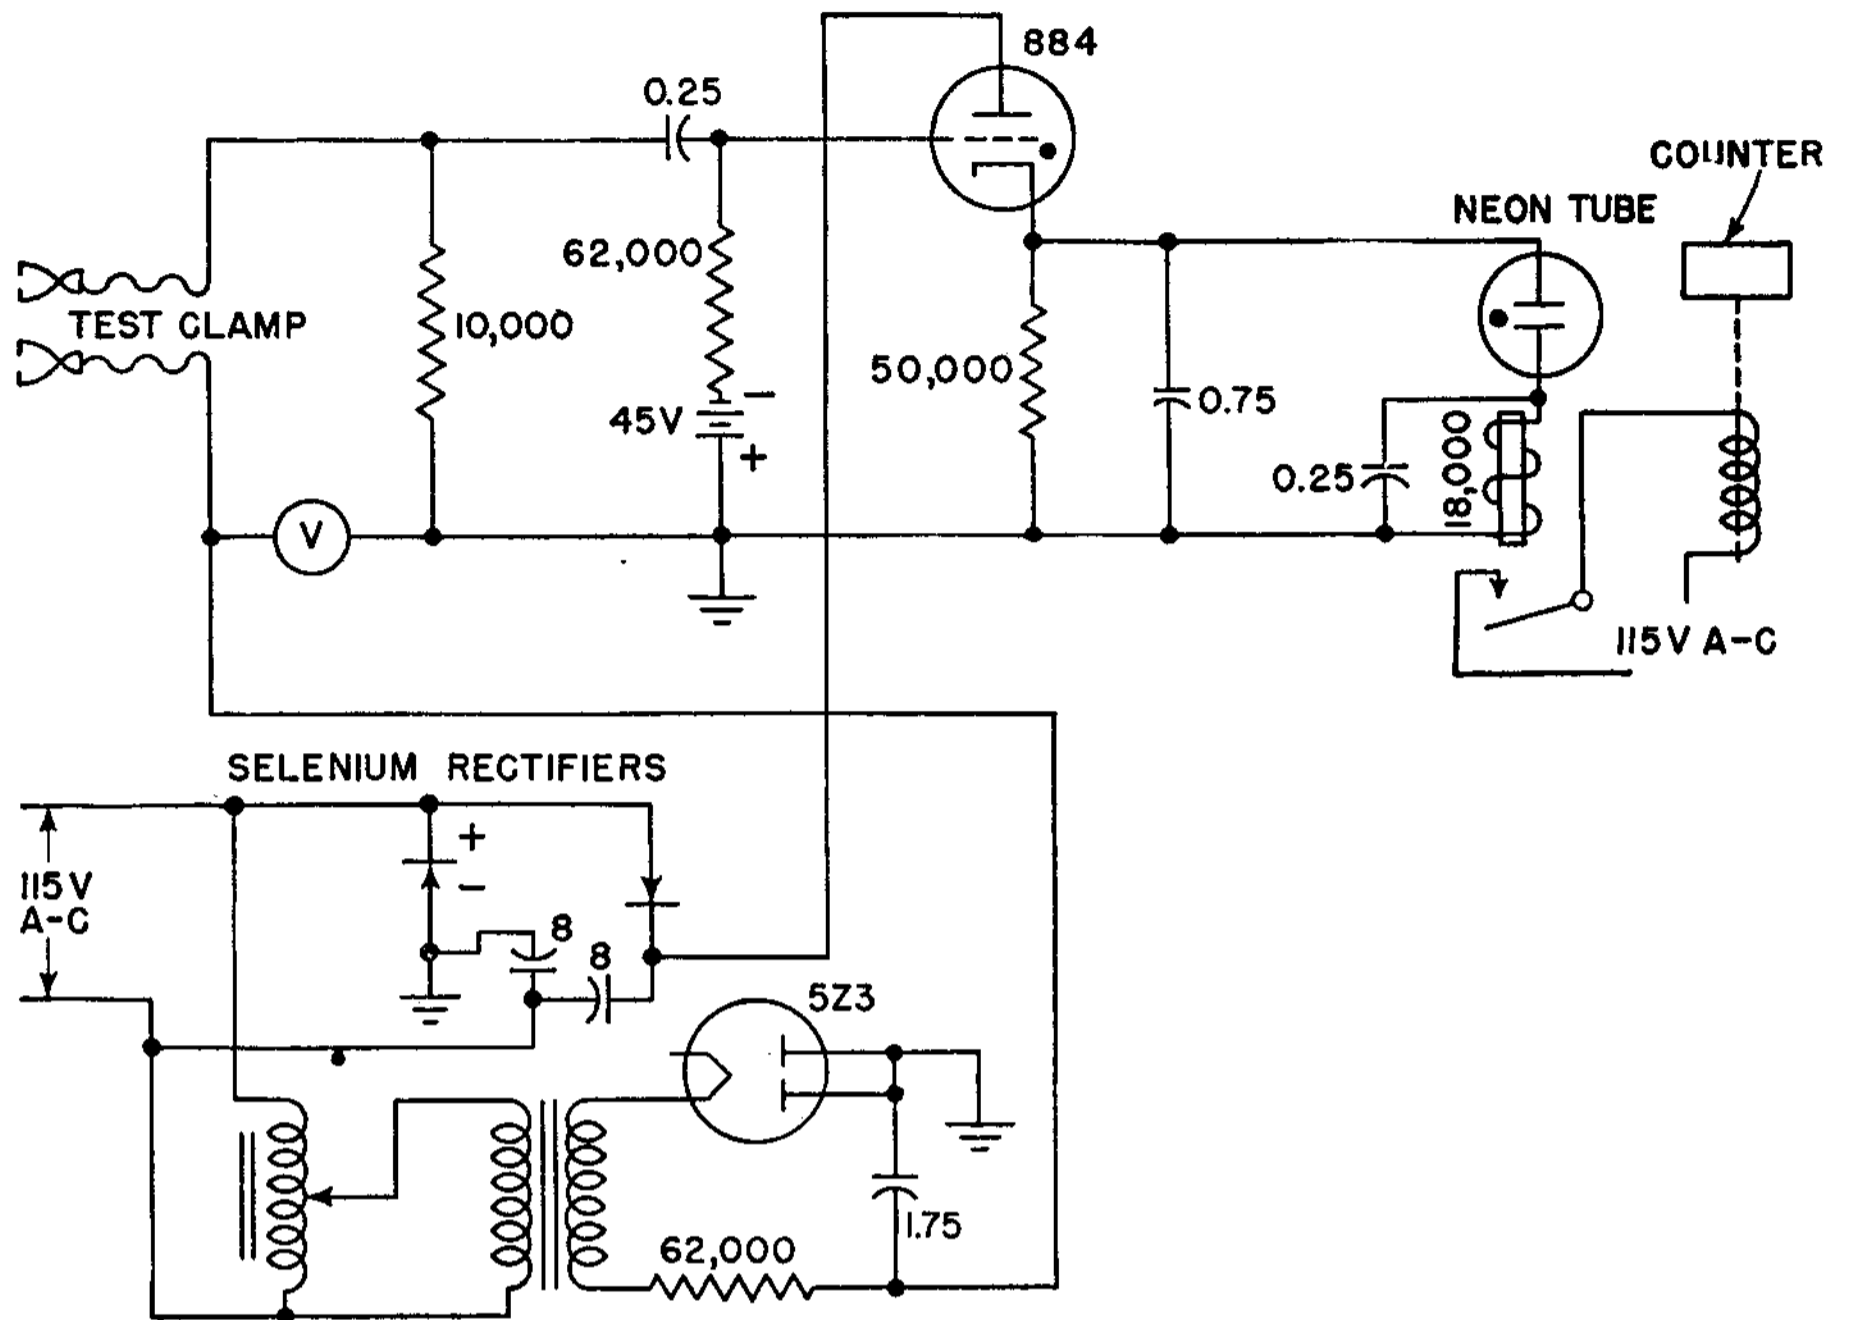 884
0.25
COUNTER
NEON TUBE
62,000
TEST CLAMP
10,000
50,000
45V
-
+
0.75
0.25
18,000
V
115V A-C
SELENIUM RECTIFIERS
+
-
115V
A-C
8
8
5Z3
1.75
62,000